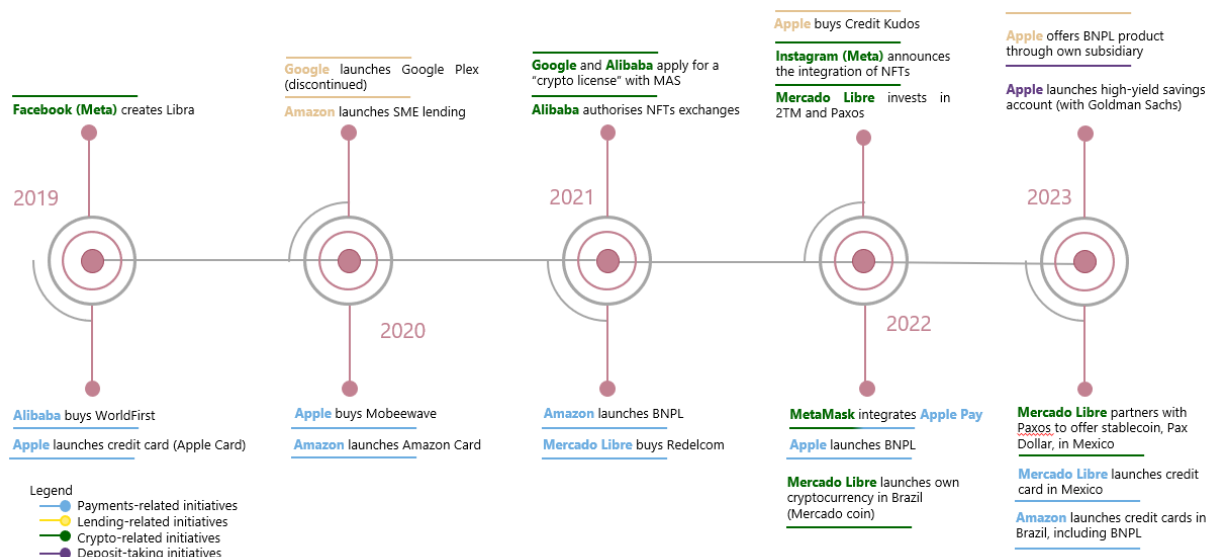 Facebook (Meta) creates Libra
2019
Alibaba buys WorldFirst
Apple launches credit card (Apple Card)
Google launches Google Plex
(discontinued)
Amazon launches SME lending
2020
Apple buys Mobeewave
Amazon launches Amazon Card
Google and Alibaba apply for a
“crypto license” with MAS
Alibaba authorises NFTs exchanges
2021
Amazon launches BNPL
Mercado Libre buys Redelcom
Apple buys Credit Kudos
Instagram (Meta) announces
the integration of NFTs
Mercado Libre invests in
2TM and Paxos
2022
MetaMask integrates Apple Pay
Apple launches BNPL
Mercado Libre launches own
cryptocurrency in Brazil
(Mercado coin)
Apple offers BNPL product
through own subsidiary
Apple launches high-yield savings
account (with Goldman Sachs)
2023
Mercado Libre partners with
Paxos to offer stablecoin, Pax
Dollar, in Mexico
Mercado Libre launches credit
card in Mexico
Amazon launches credit cards in
Brazil, including BNPL
Legend
Payments-related initiatives
Lending-related initiatives
Crypto-related initiatives
Deposit-taking initiatives